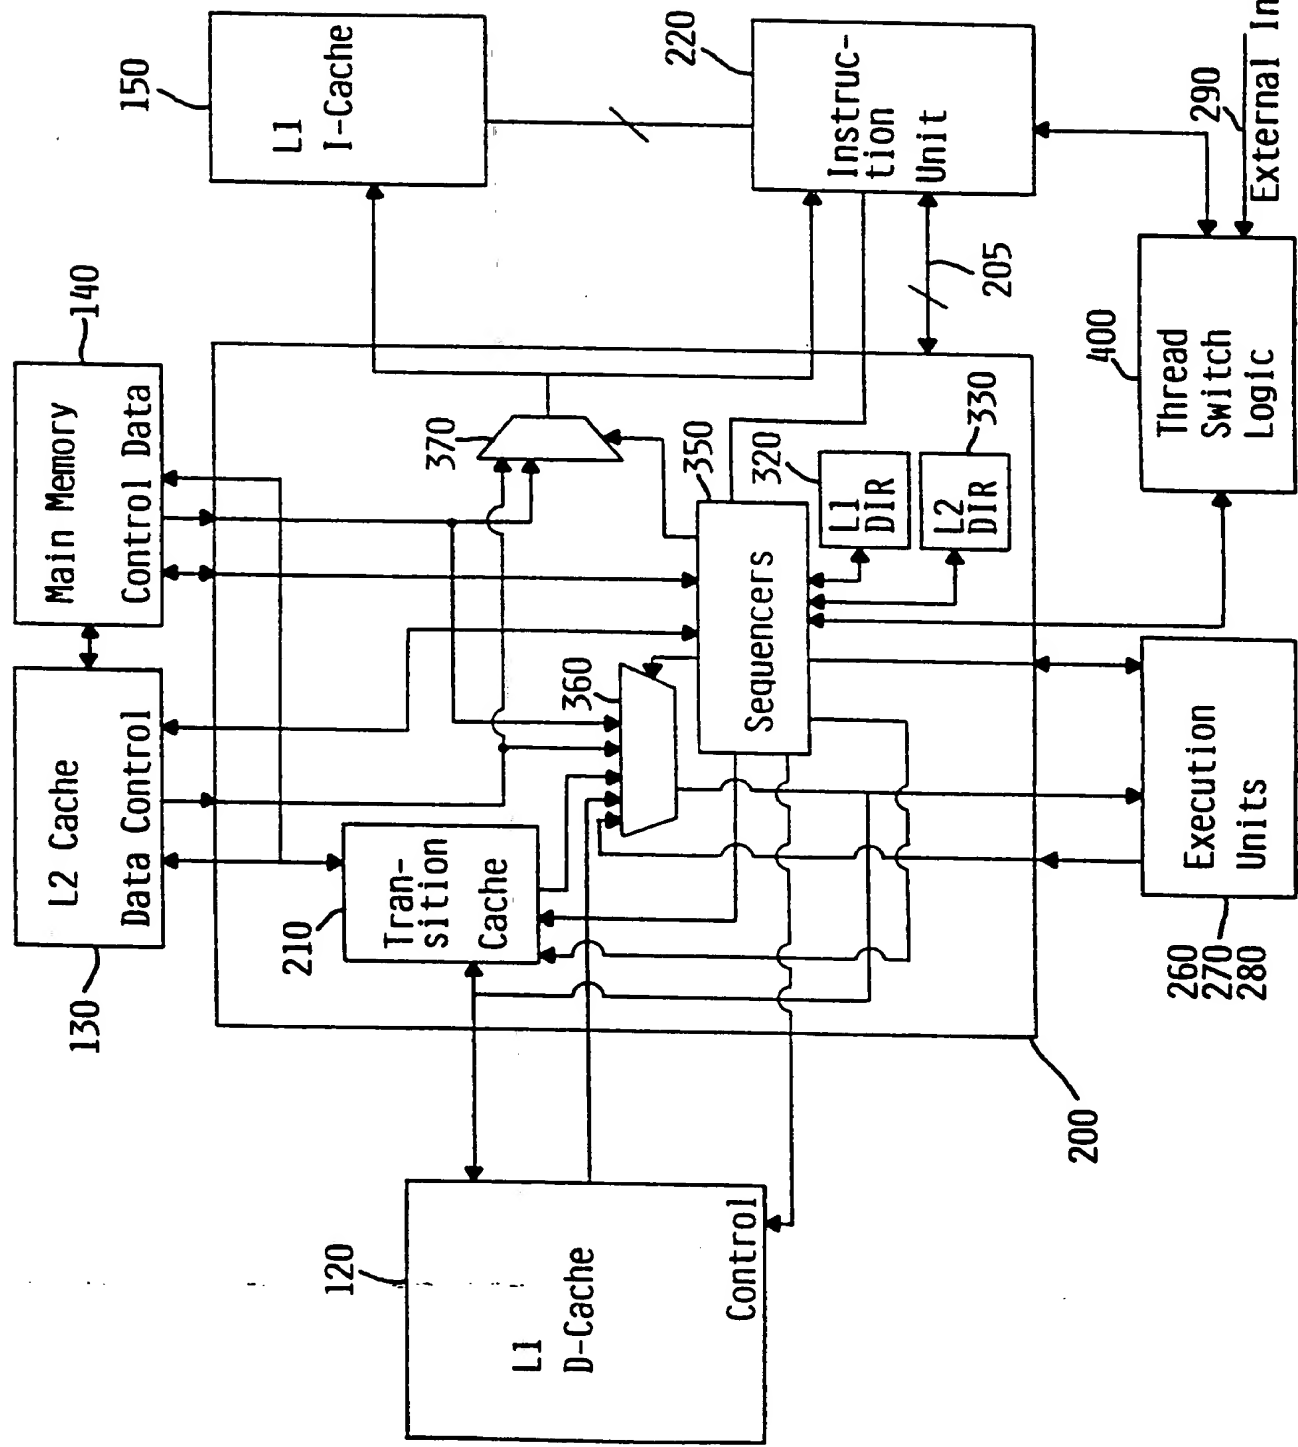 130
L2 Cache
Data Control
140
Main Memory
Control Data
150
L1
I-Cache
210
Tran-
sition
Cache
370
360
350
Sequencers
320
L1
DIR
L2
DIR
330
220
Instruc-
tion
Unit
205
120
L1
D-Cache
Control
200
260
270
280
Execution
Units
400
Thread
Switch
Logic
290
External